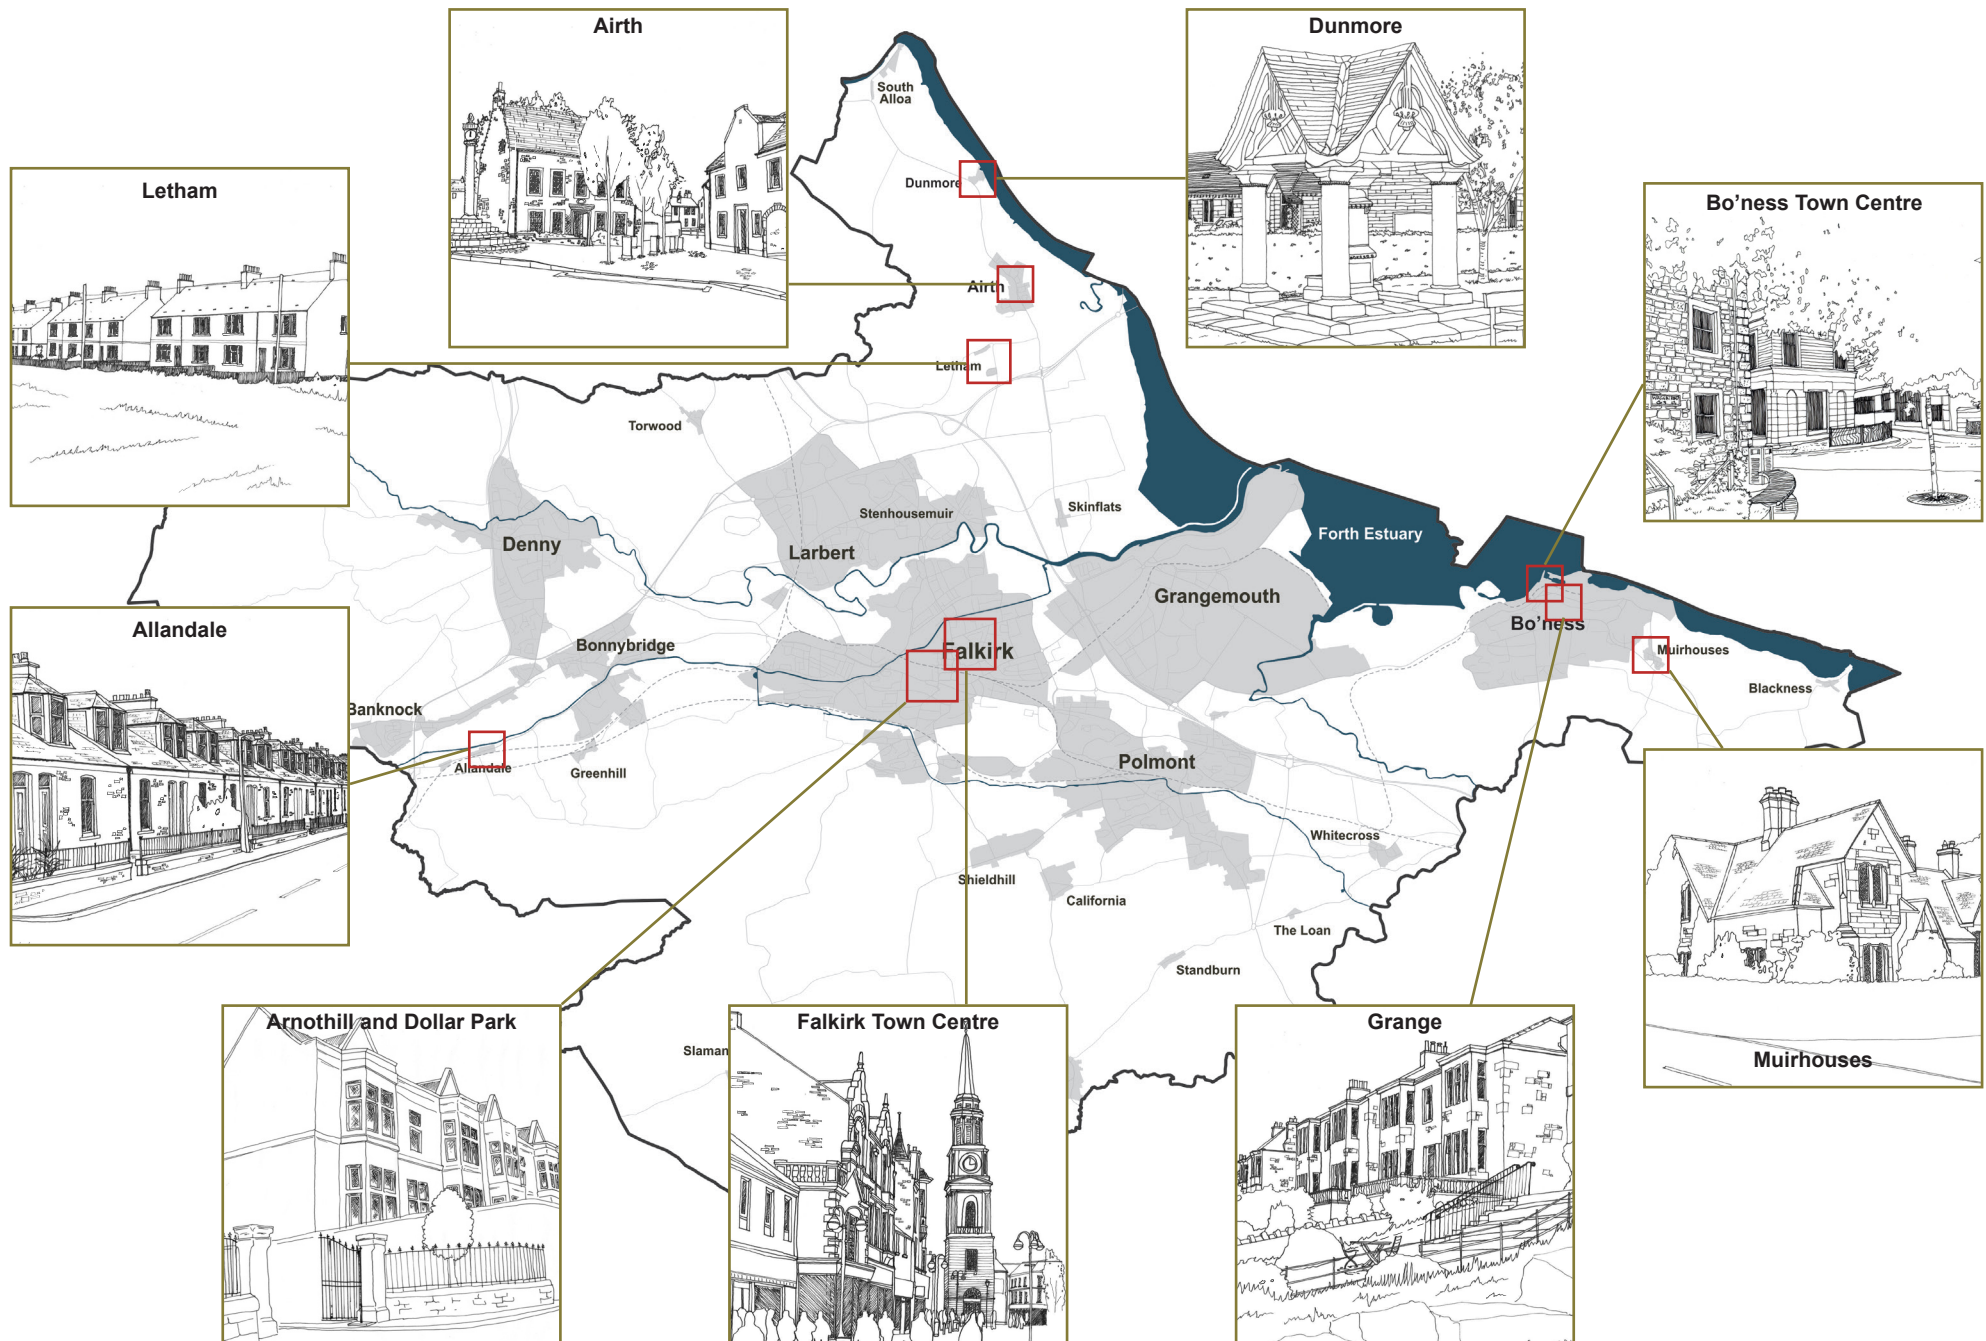 Airth
Dunmore
Letham
Bo'ness Town Centre
South
Alloa
Dunmore
Airth
Letham
Torwood
Skinflats
Stenhousemuir
Denny
Larbert
Forth Estuary
Grangemouth
Allandale
Bo'ness
Bonnybridge
Falkirk
Muirhouses
Blackness
Banknock
Allandale
Greenhill
Polmont
Whitecross
Shieldhill
California
The Loan
Standburn
Arnothill and Dollar Park
Falkirk Town Centre
Grange
Slaman
Muirhouses